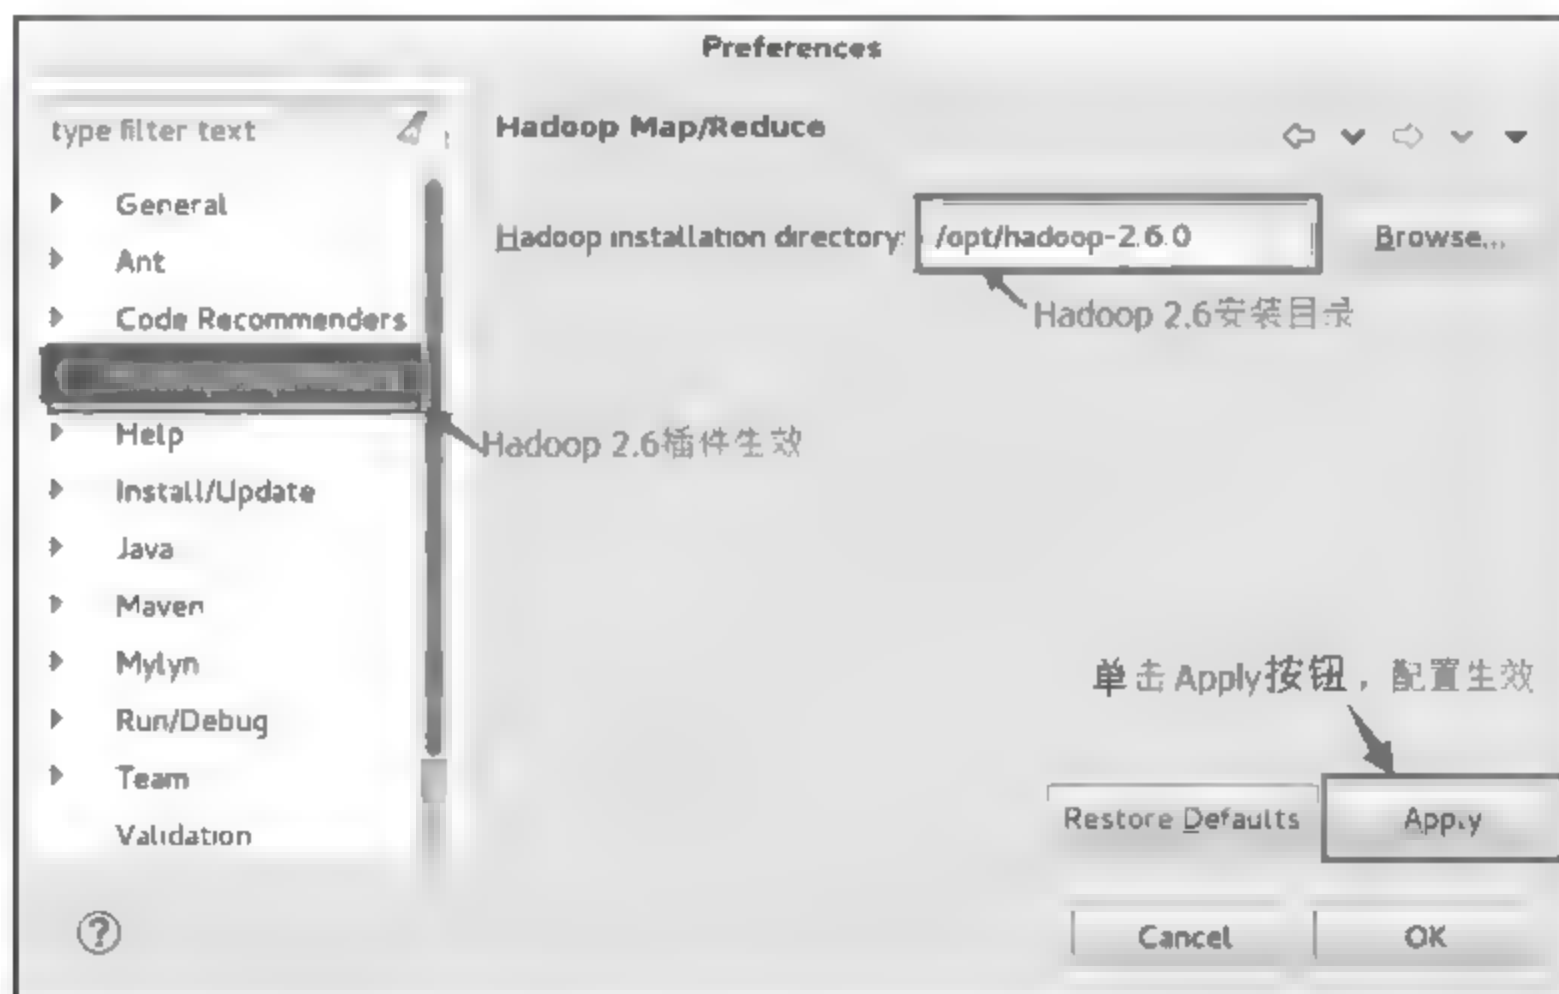 Preferences
type filter text
Hadoop Map/Reduce
General
Hadoop installation directory:
/opt/hadoop-2.6.0
Browse...
Ant
Code Recommenders
Hadoop 2.6安装目录
Help
Hadoop 2.6插件生效
Install/Update
Java
Maven
Mylyn
单击Apply按钮，配置生效
Run/Debug
Team
Restore Defaults
Apply
Validation
Cancel
OK